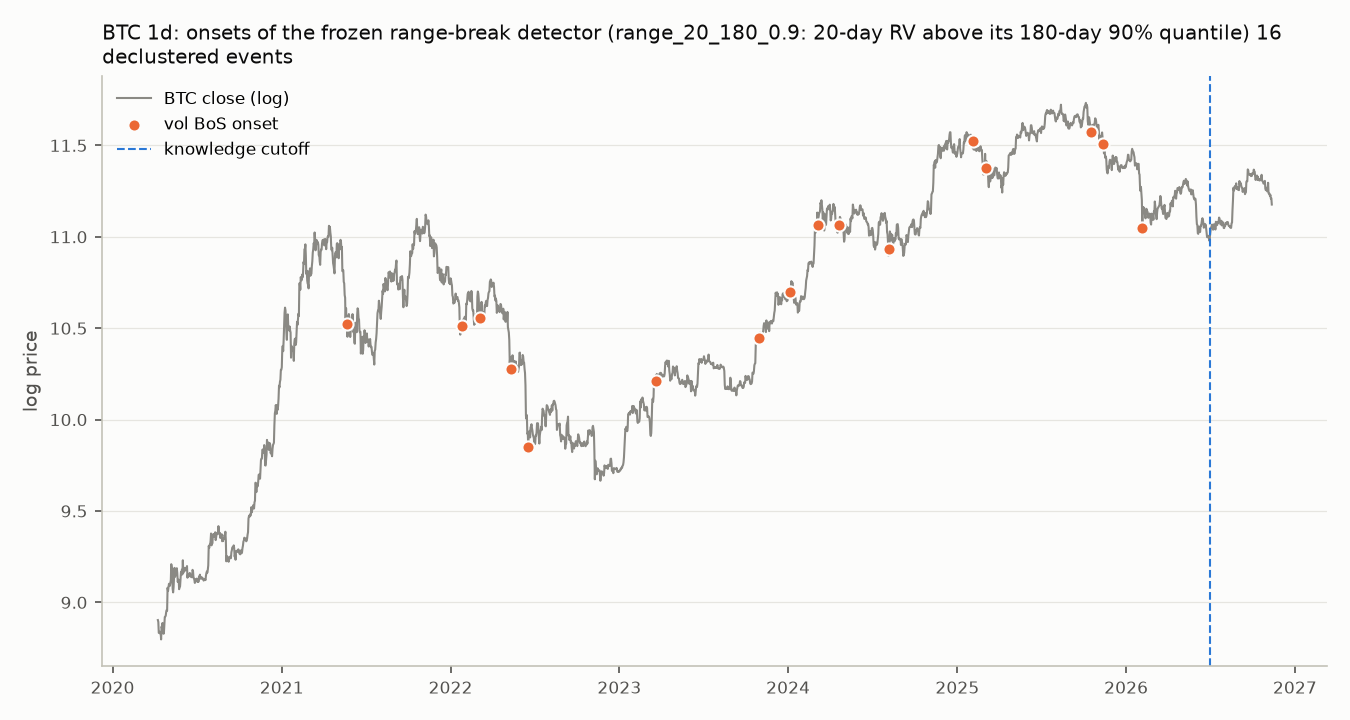 BTC 1d: onsets of the frozen range-break detector (range_20_180_0.9: 20-day RV above its 180-day 90% quantile) 16
declustered events
BTC close (log)
vol BoS onset
knowledge cutoff
log price
11.5
11.0
10.5
10.0
9.5
9.0
2020
2021
2022
2023
2024
2025
2026
2027